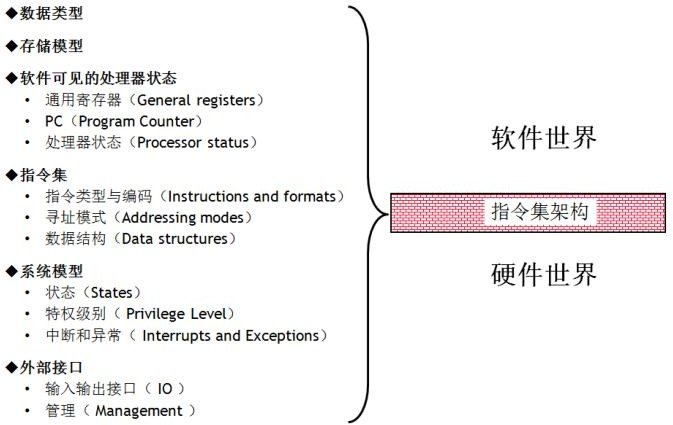 ◆数据类型
◆存储模型
◆软件可见的处理器状态
• 通用寄存器（General registers）
• PC（Program Counter）
• 处理器状态（Processor status）
◆指令集
• 指令类型与编码（Instructions and formats）
• 寻址模式（Addressing modes）
• 数据结构（Data structures）
◆系统模型
• 状态（States）
• 特权级别（ Privilege Level）
• 中断和异常（ Interrupts and Exceptions）
◆外部接口
• 输入输出接口（ IO ）
• 管理（ Management ）
软件世界
指令集架构
硬件世界